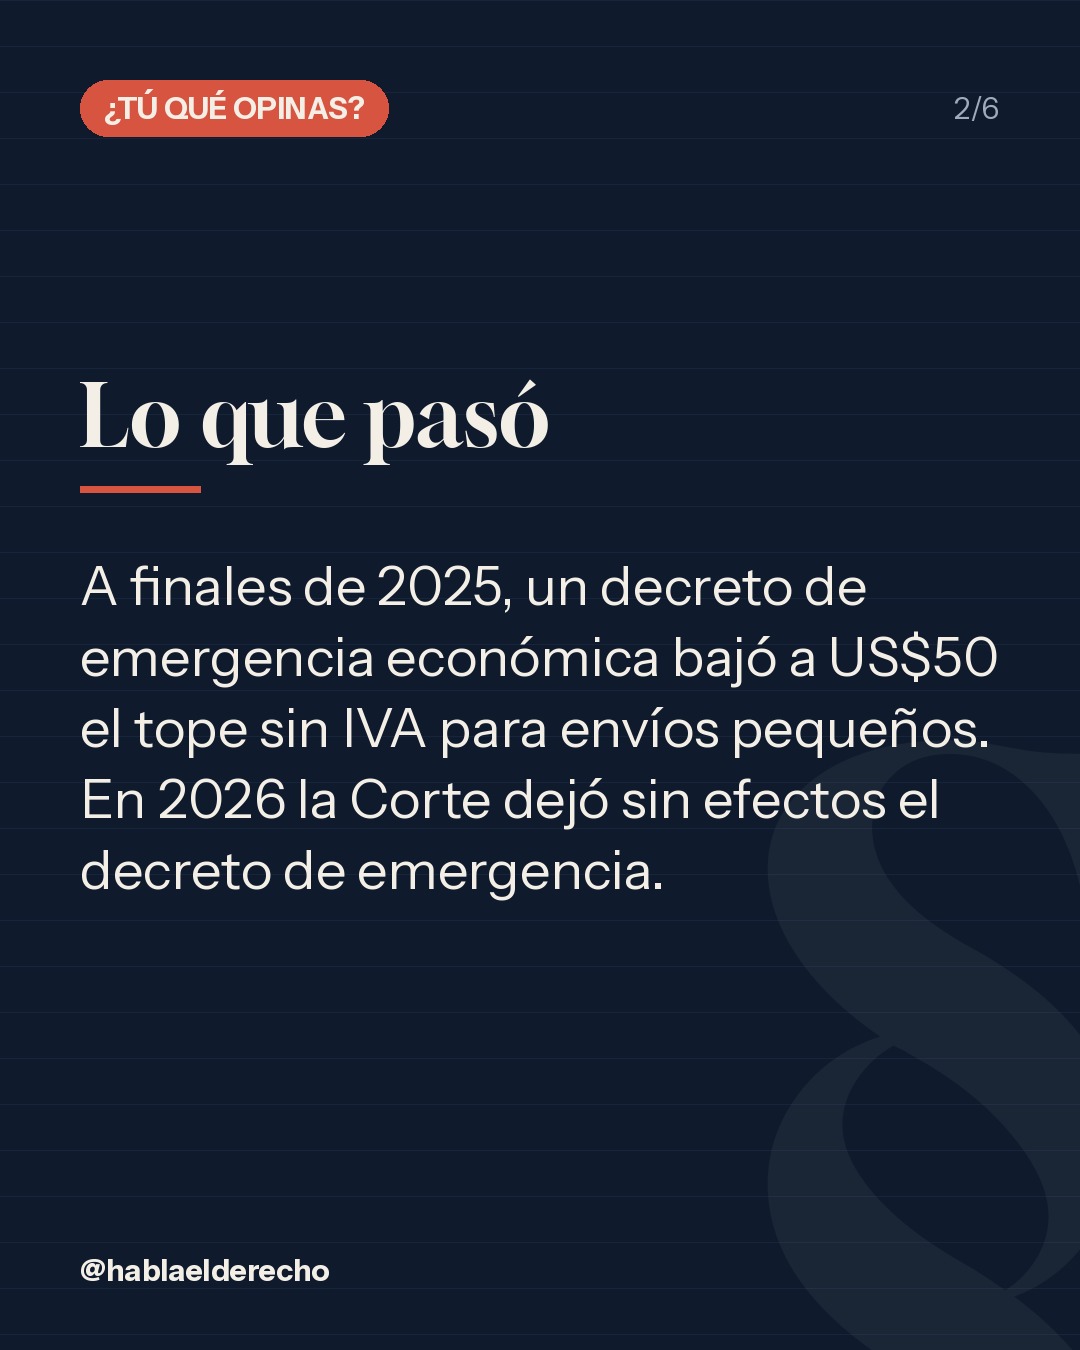 ¿TÚ QUÉ OPINAS?
2/6
Lo que pasó
A finales de 2025, un decreto de
emergencia económica bajó a US$50
el tope sin IVA para envíos pequeños.
En 2026 la Corte dejó sin efectos el
decreto de emergencia.
§
@hablaelderecho